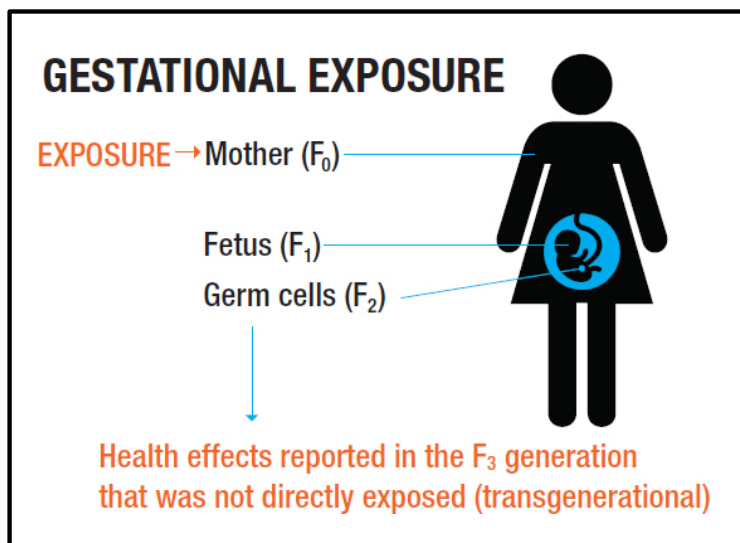 GESTATIONAL EXPOSURE
EXPOSURE → Mother (F₀)
Fetus (F₁)
Germ cells (F₂)
Health effects reported in the F₃ generation
that was not directly exposed (transgenerational)